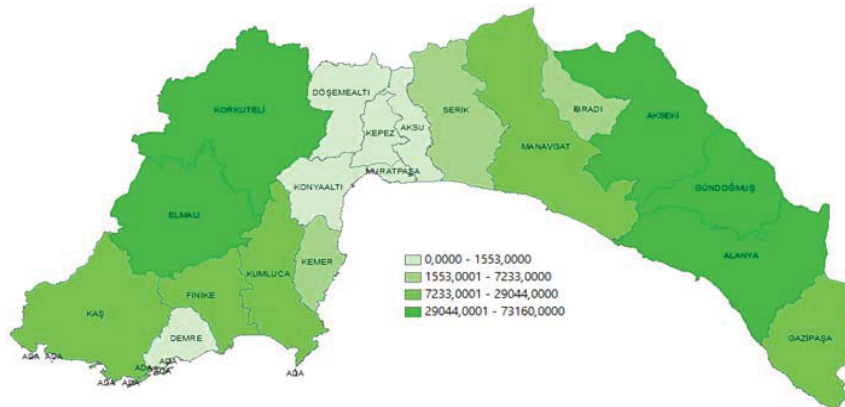 DÖŞEMEALTI
KORKUTELİ
KEPEZ
AKSU
SERİK
İBRADI
AKSEKİ
MANAVGAT
MURATPAŞA
KONYAALTI
GÜNDOĞMUŞ
ELMALI
ALANYA
KEMER
KUMLUCA
FİNİKE
KAŞ
DEMRE
GAZİPAŞA
0,0000 - 1553,0000
1553,0001 - 7233,0000
7233,0001 - 29044,0000
29044,0001 - 73160,0000
ADA ADA
ADA
ADA
ADA
ADA ADA
ADA